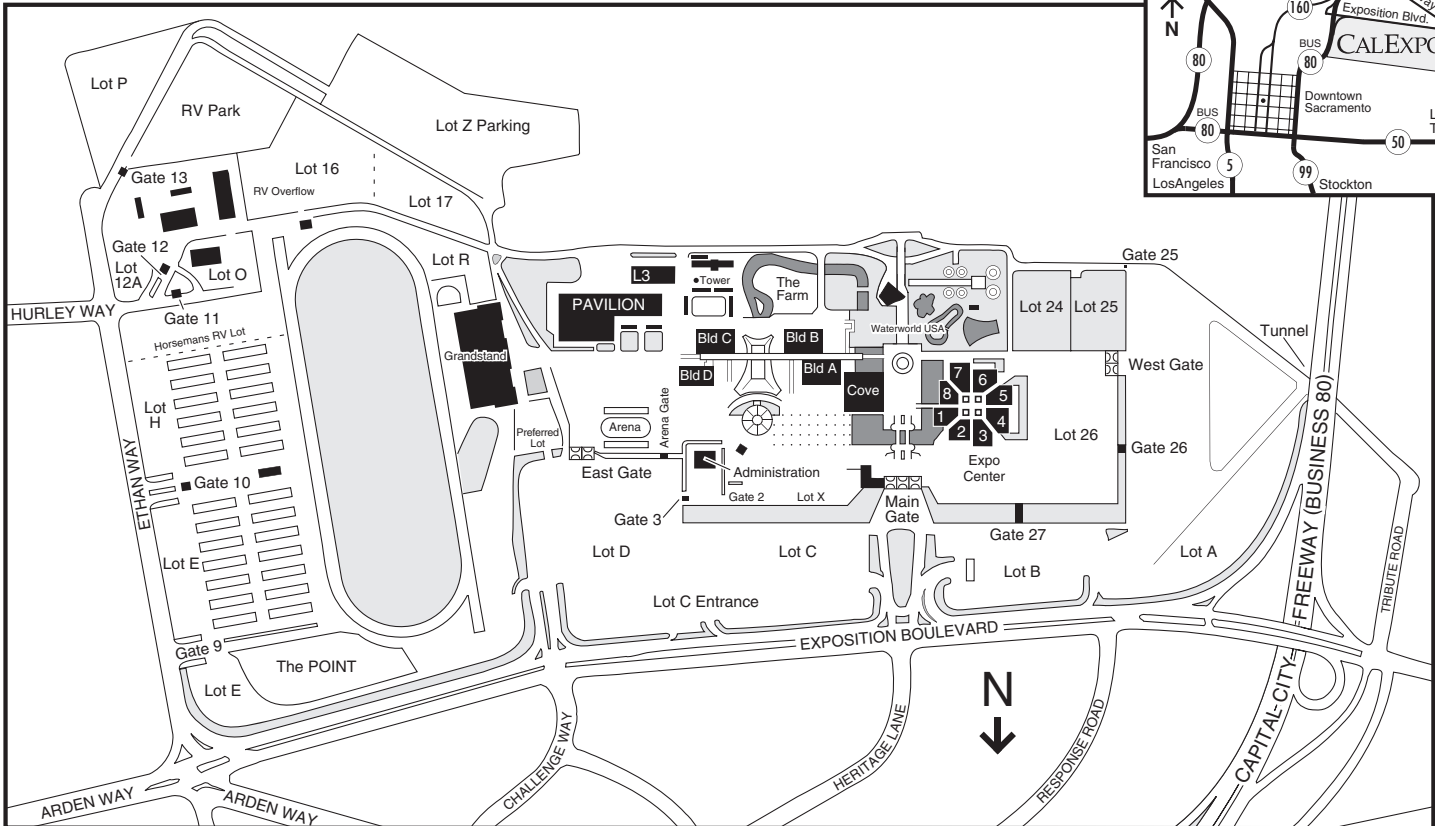 Lot P
RV Park
Lot Z Parking
Gate 13
Lot 16
RV Overflow
Lot 17
Gate 12
Lot
12A
Lot O
Gate 11
HURLEY WAY
Horsemans RV Lot
Lot R
Grandstand
Lot
H
ETHAN WAY
Gate 10
Lot E
Gate 9
Lot E
The POINT
ARDEN WAY
ARDEN WAY
L3
PAVILION
Tower
The
Farm
Bld C
Bld B
Bld D
Bld A
Cove
Waterworld USA
Preferred
Lot
Arena
Arena Gate
East Gate
Administration
Gate 2
Lot X
Gate 3
Main
Gate
7
6
8
5
1
4
2
3
Expo
Center
Lot 24
Lot 25
Gate 25
Tunnel
West Gate
Lot 26
Gate 26
Gate 27
Lot D
Lot C
Lot B
Lot A
Lot C Entrance
EXPOSITION BOULEVARD
CHALLENGE WAY
HERITAGE LANE
RESPONSE ROAD
N
CAPITAL-CITY FREEWAY (BUSINESS 80)
TRIBUTE ROAD
N
160
Exposition Blvd.
CALEXPO
80
BUS
80
Downtown
Sacramento
BUS
80
50
San
Francisco
5
LosAngeles
99
Stockton